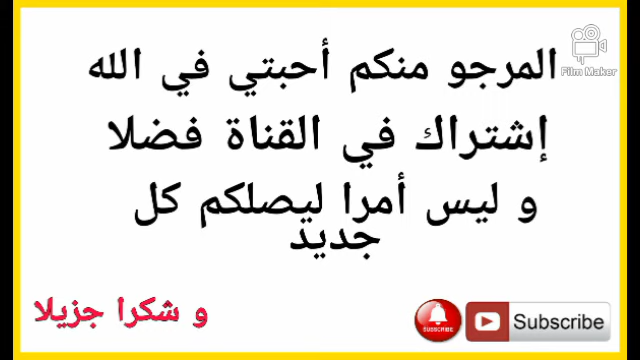 المرجو منكم أحبتي في الله
Film Maker
إشتراك في القناة فضلا
و ليس أمرا ليصلكم كل
جديد
و شكرا جزيلا
SUBSCRIBE
Subscribe